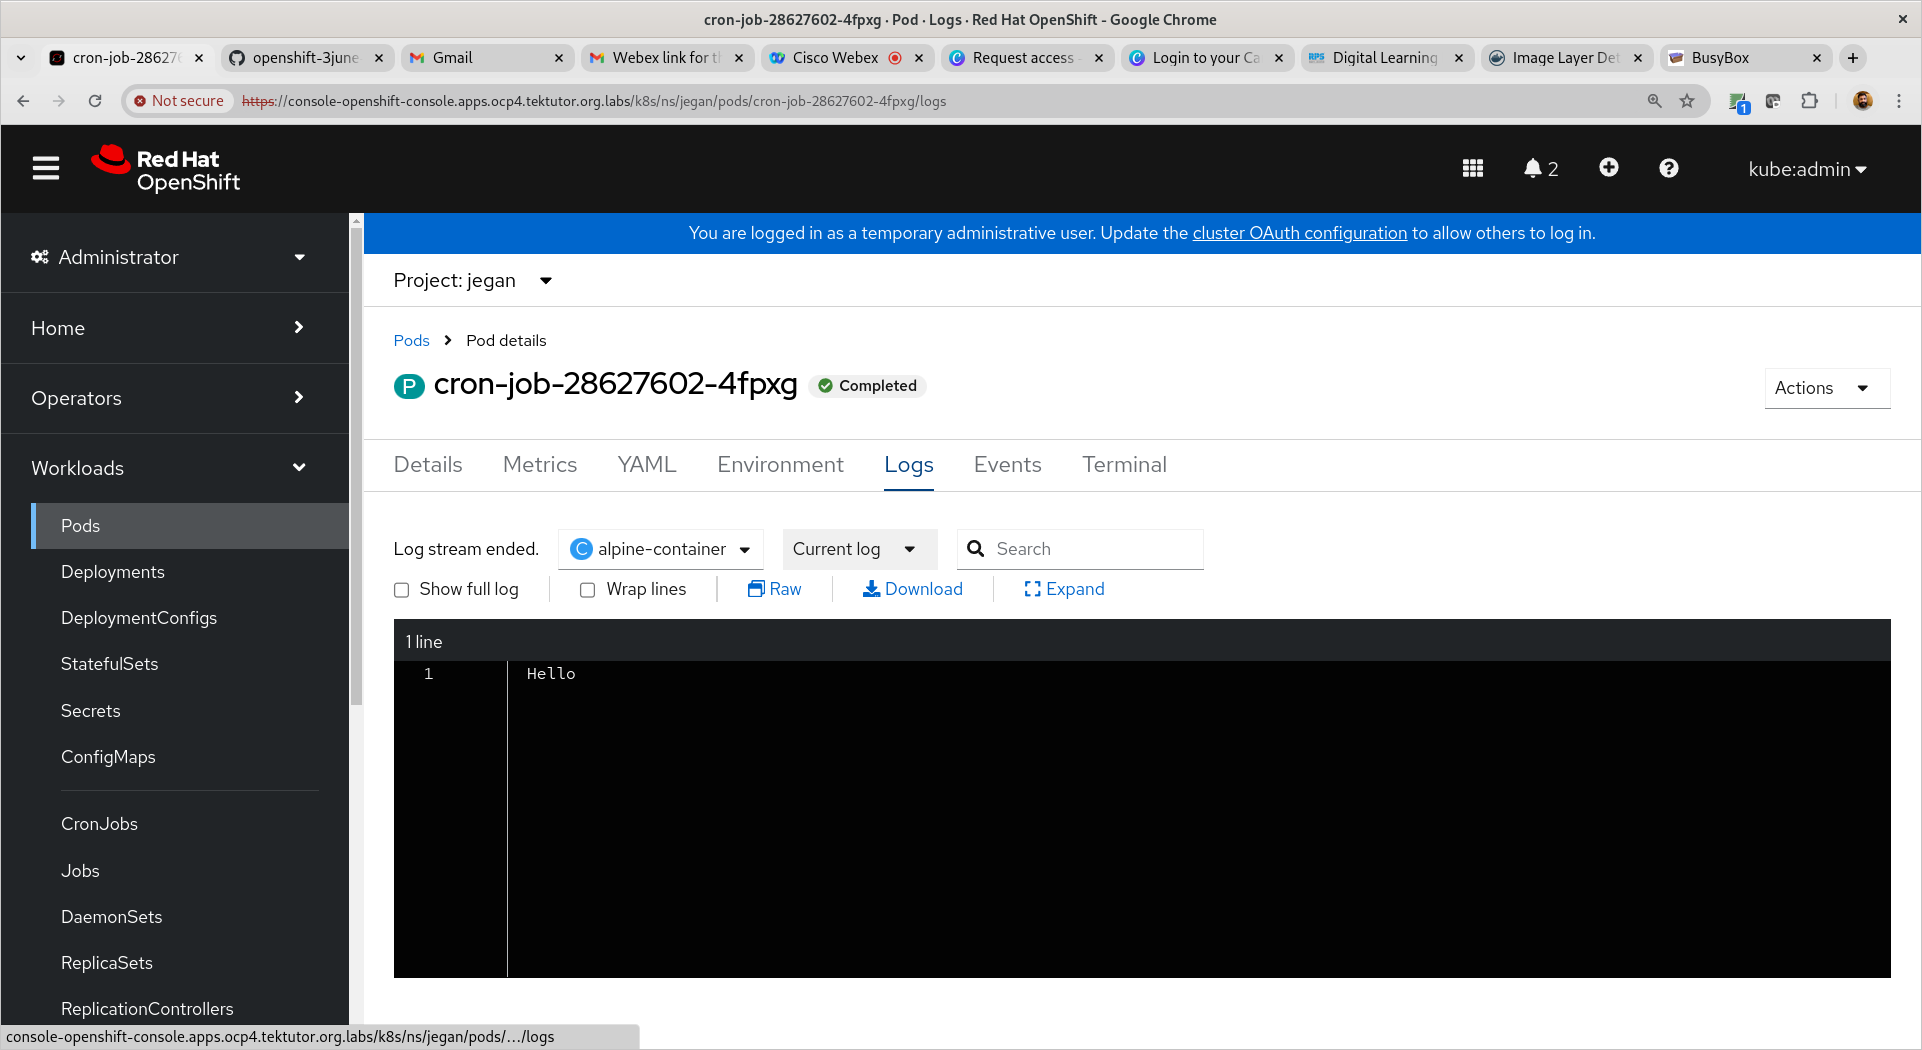 cron-job-28627602-4fpxg · Pod · Logs · Red Hat OpenShift - Google Chrome
cron-job-28627 openshift-3june Gmail Webex link for t Cisco Webex Request access - Login to your Ca RPS Digital Learning Image Layer Det BusyBox
Not secure https://console-openshift-console.apps.ocp4.tektutor.org.labs/k8s/ns/jegan/pods/cron-job-28627602-4fpxg/logs 1
Red Hat
OpenShift
2 kube:admin
You are logged in as a temporary administrative user. Update the cluster OAuth configuration to allow others to log in.
Administrator
Home
Operators
Workloads
Pods
Deployments
DeploymentConfigs
StatefulSets
Secrets
ConfigMaps
CronJobs
Jobs
DaemonSets
ReplicaSets
ReplicationControllers
Project: jegan
Pods Pod details
P cron-job-28627602-4fpxg Completed
Actions
Details Metrics YAML Environment Logs Events Terminal
Log stream ended. C alpine-container Current log Search
Show full log Wrap lines Raw Download Expand
1 line
1 Hello
console-openshift-console.apps.ocp4.tektutor.org.labs/k8s/ns/jegan/pods/…/logs